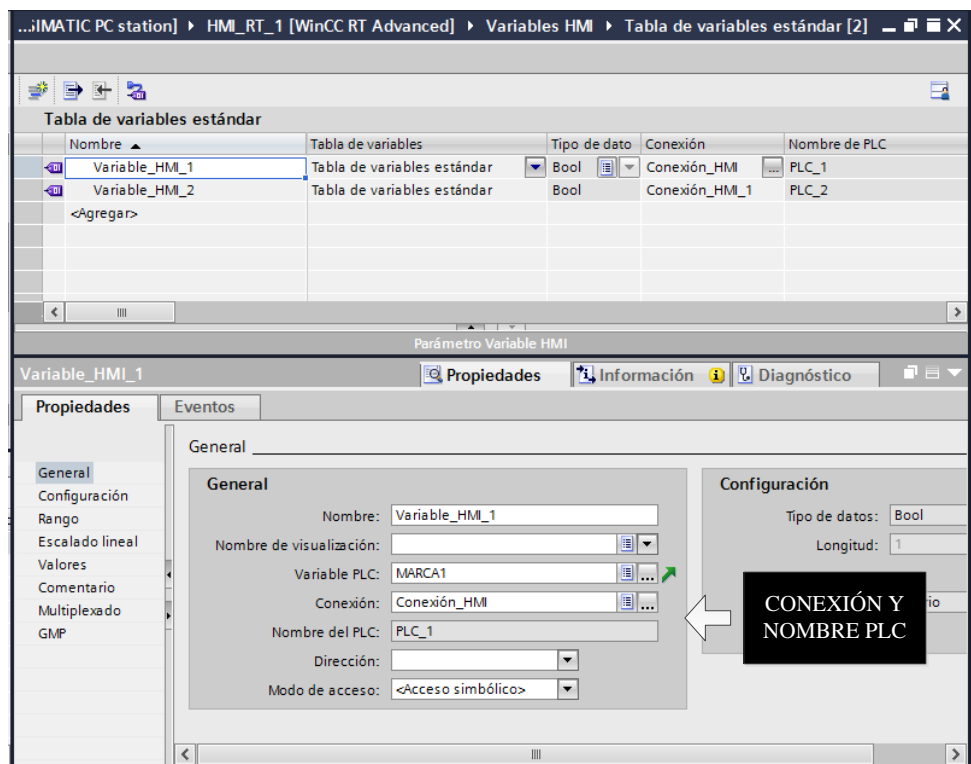 ...SIMATIC PC station] ▸ HMI_RT_1 [WinCC RT Advanced] ▸ Variables HMI ▸ Tabla de variables estándar [2]
Tabla de variables estándar
Nombre Tabla de variables Tipo de dato Conexión Nombre de PLC
Variable_HMI_1 Tabla de variables estándar Bool Conexión_HMI ... PLC_1
Variable_HMI_2 Tabla de variables estándar Bool Conexión_HMI_1 PLC_2
<Agregar>
Parámetro Variable HMI
Variable_HMI_1 Propiedades Información Diagnóstico
Propiedades Eventos
General
General
Configuración
Rango
Escalado lineal
Valores
Comentario
Multiplexado
GMP
General
Nombre: Variable_HMI_1
Nombre de visualización:
Variable PLC: MARCA1 ...
Conexión: Conexión_HMI ...
Nombre del PLC: PLC_1
Dirección:
Modo de acceso: <Acceso simbólico>
Configuración
Tipo de datos: Bool
Longitud: 1
io
CONEXIÓN Y
NOMBRE PLC